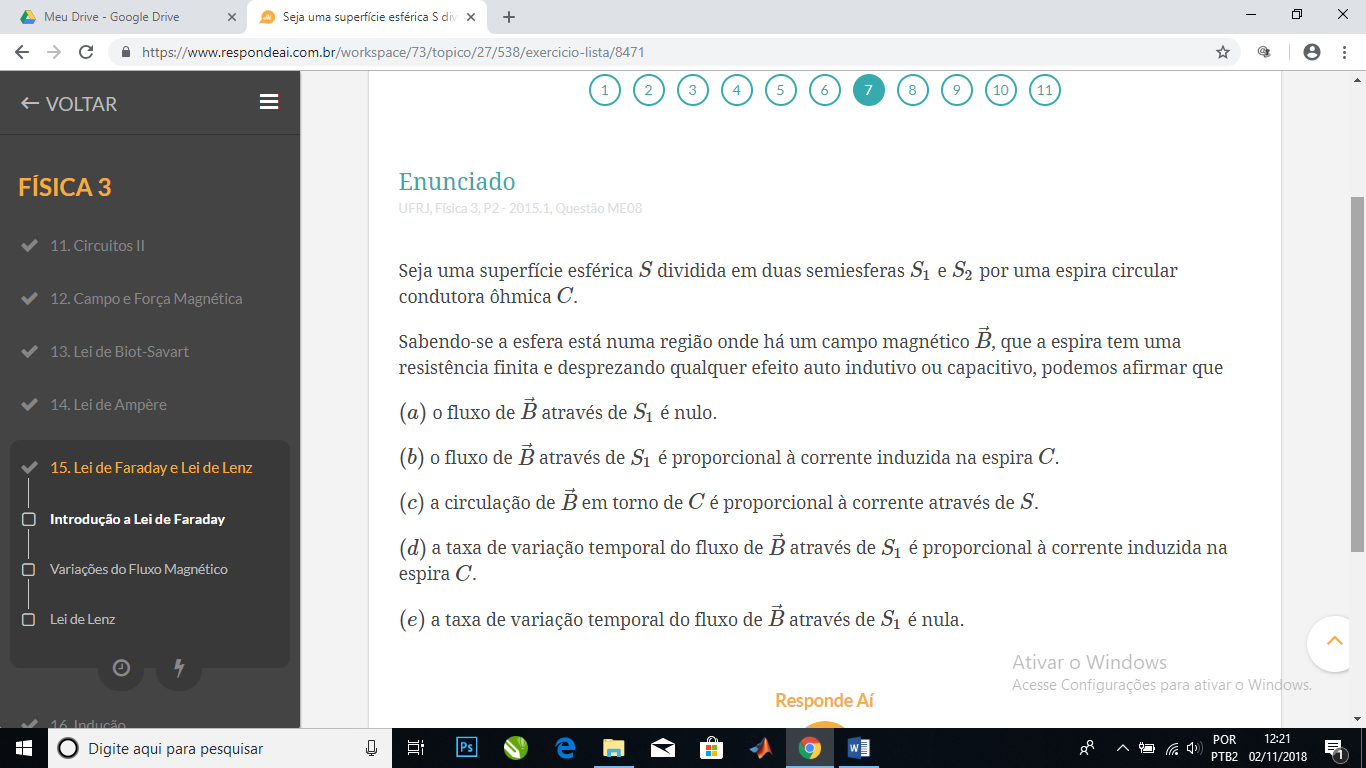 Meu Drive - Google Drive
Seja uma superfície esférica S div
https://www.respondeai.com.br/workspace/73/topico/27/538/exercicio-lista/8471
← VOLTAR
1 2 3 4 5 6 7 8 9 10 11
FÍSICA 3
11. Circuitos II
12. Campo e Força Magnética
13. Lei de Biot-Savart
14. Lei de Ampère
15. Lei de Faraday e Lei de Lenz
Introdução a Lei de Faraday
Variações do Fluxo Magnético
Lei de Lenz
16. Indução
Enunciado
UFRJ, Física 3, P2 - 2015.1, Questão ME08
Seja uma superfície esférica S dividida em duas semiesferas S₁ e S₂ por uma espira circular
condutora ôhmica C.
Sabendo-se a esfera está numa região onde há um campo magnético B⃗, que a espira tem uma
resistência finita e desprezando qualquer efeito auto indutivo ou capacitivo, podemos afirmar que
(a) o fluxo de B⃗ através de S₁ é nulo.
(b) o fluxo de B⃗ através de S₁ é proporcional à corrente induzida na espira C.
(c) a circulação de B⃗ em torno de C é proporcional à corrente através de S.
(d) a taxa de variação temporal do fluxo de B⃗ através de S₁ é proporcional à corrente induzida na
espira C.
(e) a taxa de variação temporal do fluxo de B⃗ através de S₁ é nula.
Ativar o Windows
Acesse Configurações para ativar o Windows.
Responde Aí
Digite aqui para pesquisar
Ps
POR
PTB2
12:21
02/11/2018
1